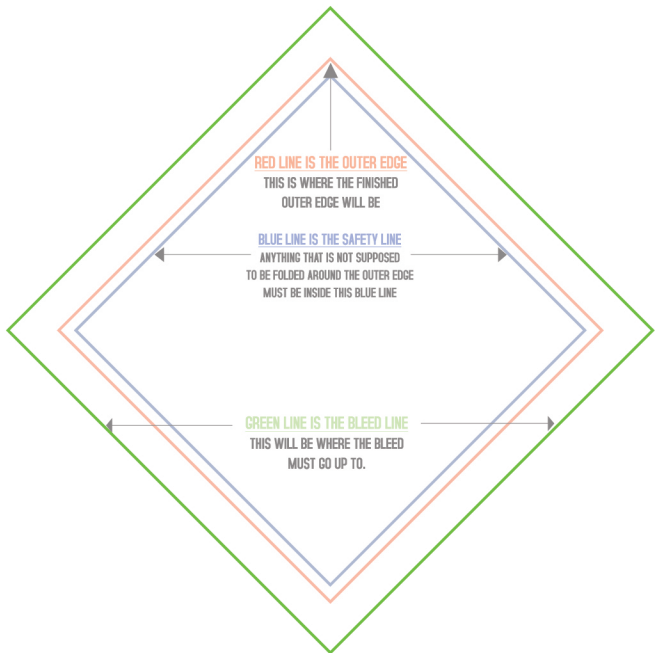 RED LINE IS THE OUTER EDGE
THIS IS WHERE THE FINISHED
OUTER EDGE WILL BE
BLUE LINE IS THE SAFETY LINE
ANYTHING THAT IS NOT SUPPOSED
TO BE FOLDED AROUND THE OUTER EDGE
MUST BE INSIDE THIS BLUE LINE
GREEN LINE IS THE BLEED LINE
THIS WILL BE WHERE THE BLEED
MUST GO UP TO.